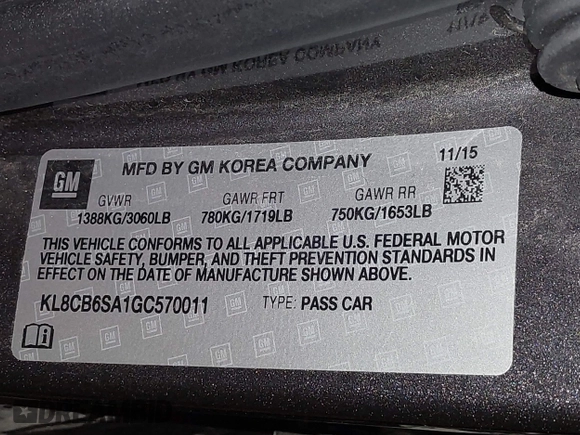 MFD BY GM KOREA COMPANY
11/15
GM
GVWR GAWR FRT GAWR RR
1388KG/3060LB 780KG/1719LB 750KG/1653LB
THIS VEHICLE CONFORMS TO ALL APPLICABLE U.S. FEDERAL MOTOR
VEHICLE SAFETY, BUMPER, AND THEFT PREVENTION STANDARDS IN
EFFECT ON THE DATE OF MANUFACTURE SHOWN ABOVE.
KL8CB6SA1GC570011 TYPE: PASS CAR